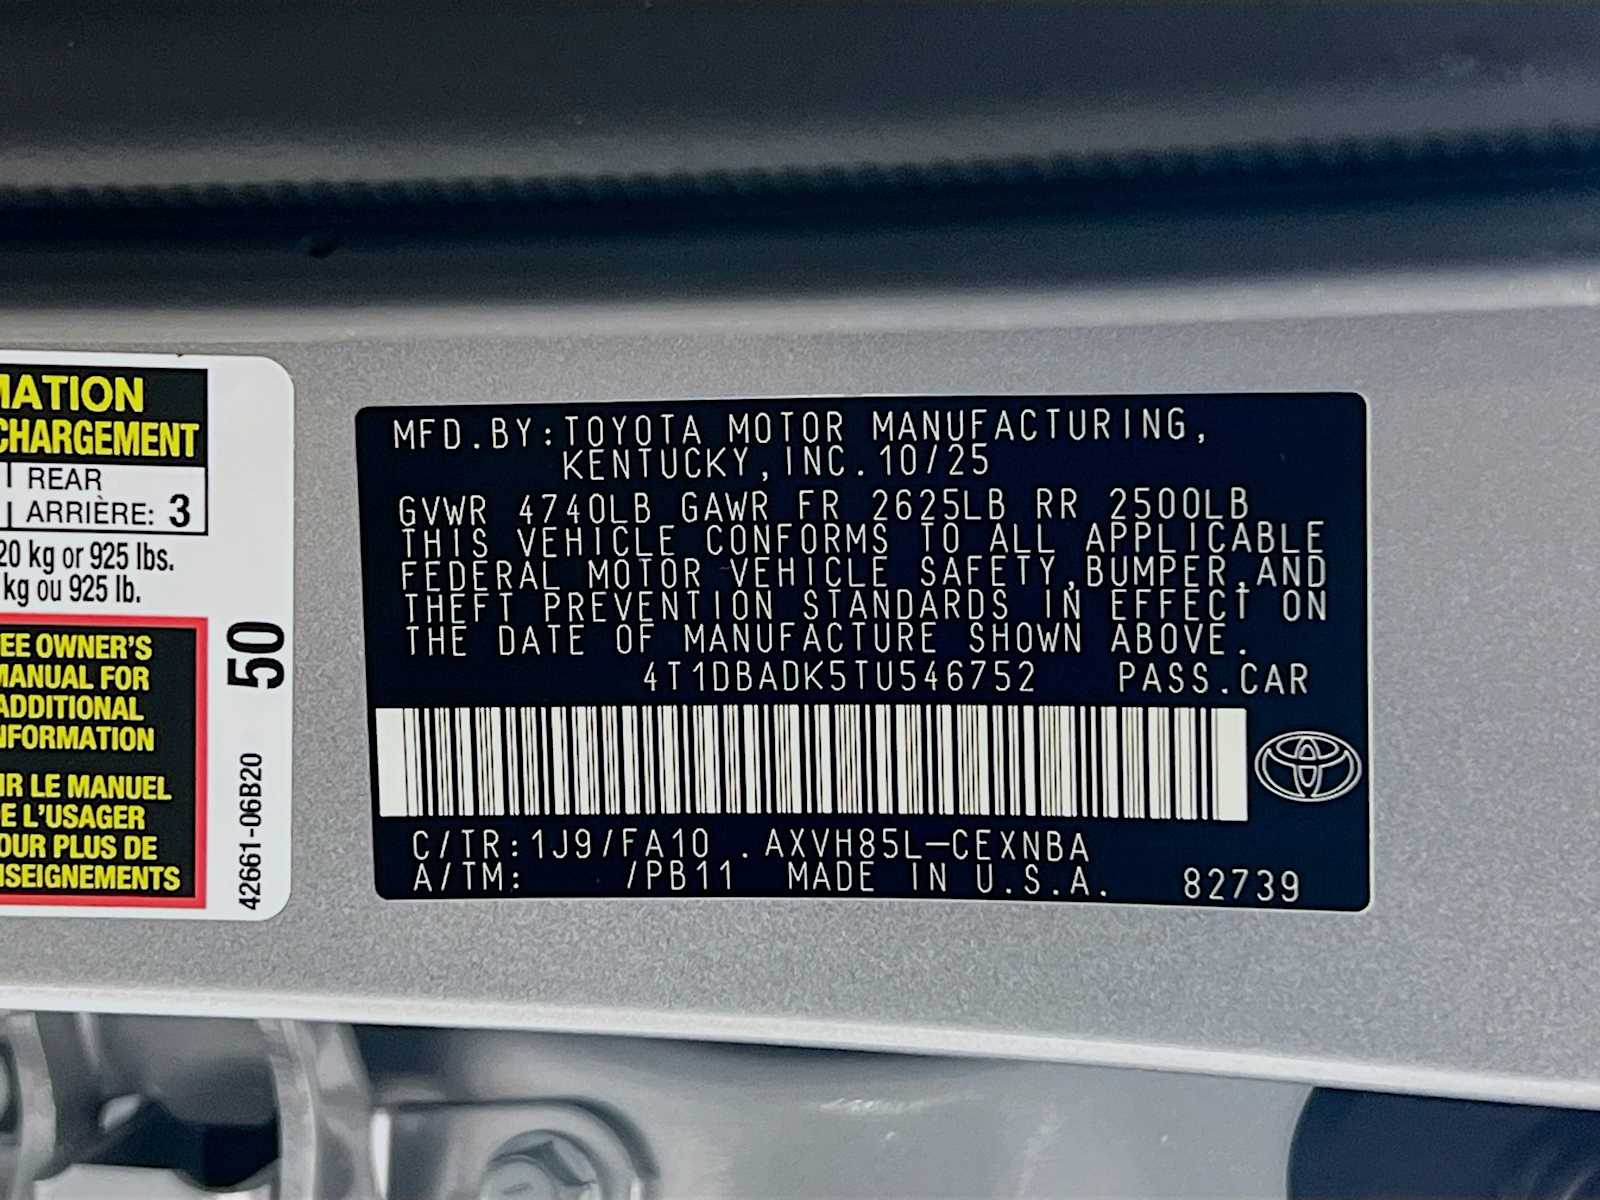 MATION
CHARGEMENT
REAR
ARRIÈRE: 3
20 kg or 925 lbs.
kg ou 925 lb.
EE OWNER'S
MANUAL FOR
ADDITIONAL
NFORMATION
IR LE MANUEL
E L'USAGER
OUR PLUS DE
NSEIGNEMENTS
50
42661-06B20
MFD.BY:TOYOTA MOTOR MANUFACTURING,
KENTUCKY,INC.10/25
GVWR 4740LB GAWR FR 2625LB RR 2500LB
THIS VEHICLE CONFORMS TO ALL APPLICABLE
FEDERAL MOTOR VEHICLE SAFETY,BUMPER,AND
THEFT PREVENTION STANDARDS IN EFFECT ON
THE DATE OF MANUFACTURE SHOWN ABOVE.
4T1DBADK5TU546752 PASS.CAR
C/TR:1J9/FA10 .AXVH85L-CEXNBA
A/TM: /PB11 MADE IN U.S.A. 82739